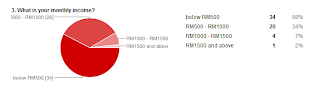 3. What in your monthly income?
RM500 - RM1000 [20]
RM1000 - RM1500
RM1500 and above
below RM500 [34]
below RM500 34 58%
RM500 - RM1000 20 34%
RM1000 - RM1500 4 7%
RM1500 and above 1 2%